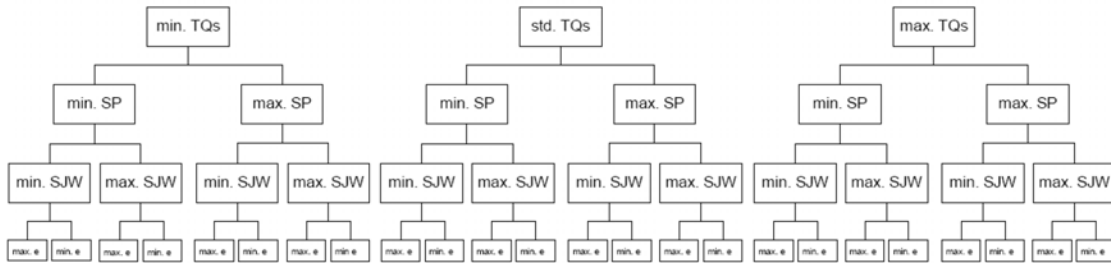 min. TQs
std. TQs
max. TQs
min. SP
max. SP
min. SP
max. SP
min. SP
max. SP
min. SJW
max. SJW
min. SJW
max. SJW
min. SJW
max. SJW
min. SJW
max. SJW
min. SJW
max. SJW
min. SJW
max. SJW
max. e
min. e
max. e
min. e
max. e
min. e
max. e
min e
max. e
min. e
max. e
min. e
max. e
min. e
max. e
min. e
max. e
min. e
max. e
min. e
max. e
min. e
max. e
min. e